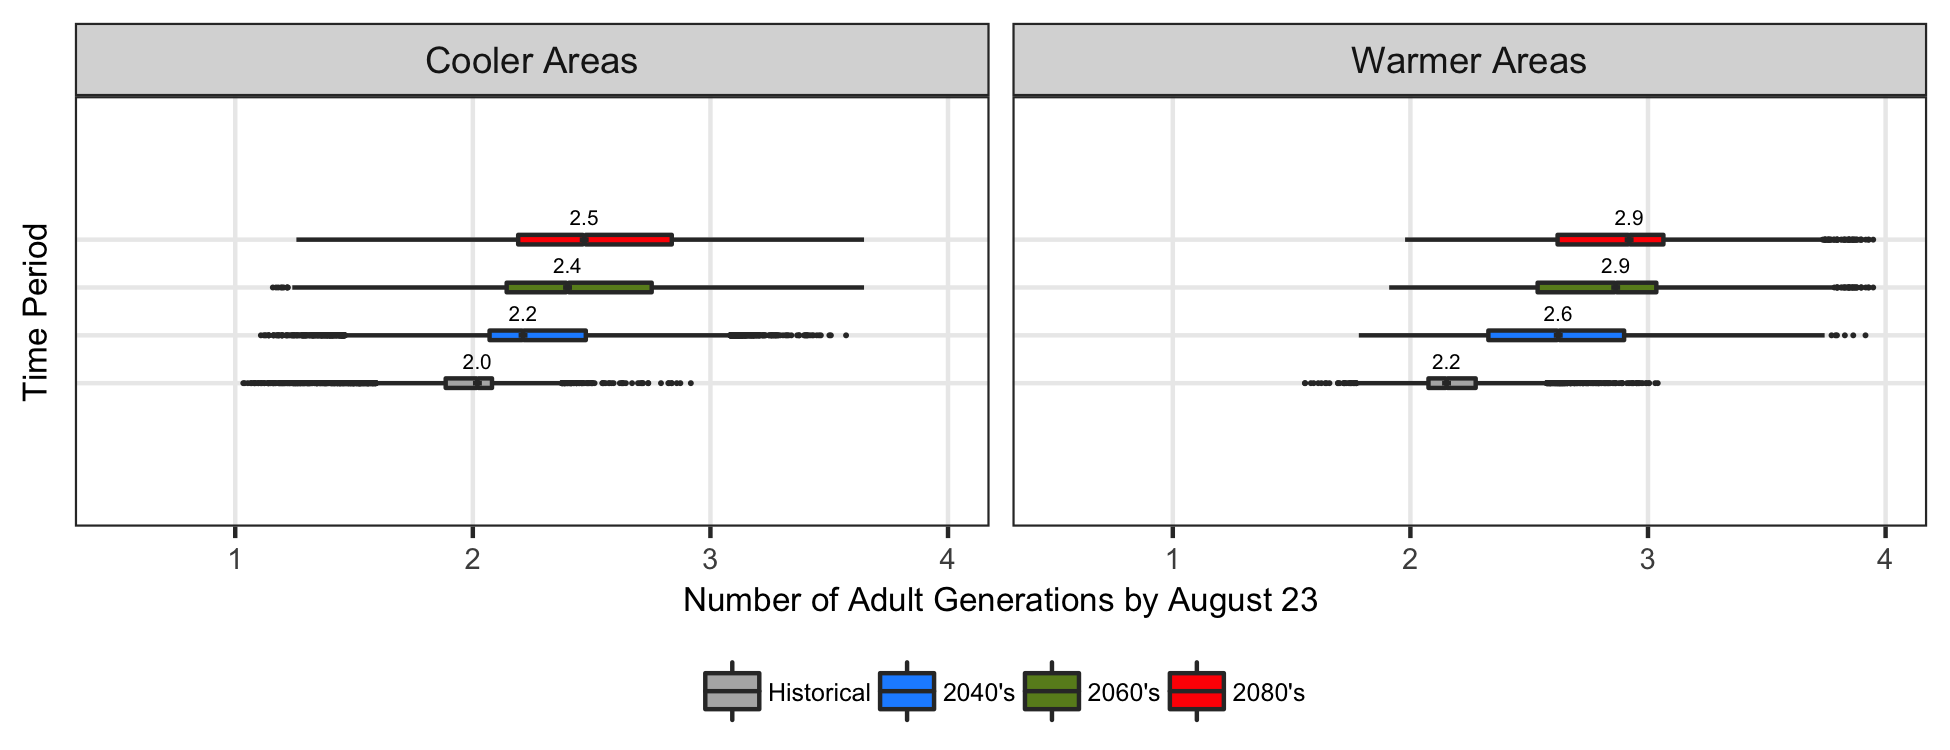 Cooler Areas
Warmer Areas
Time Period
2.5
2.4
2.2
2.0
2.9
2.9
2.6
2.2
1 2 3 4
1 2 3 4
Number of Adult Generations by August 23
Historical 2040's 2060's 2080's